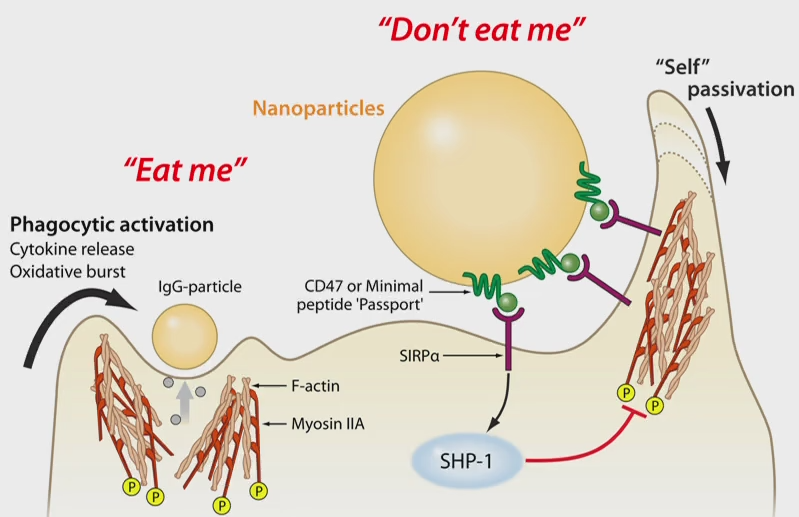 “Don’t eat me”
“Self”
passivation
Nanoparticles
“Eat me”
Phagocytic activation
Cytokine release
Oxidative burst
IgG-particle
CD47 or Minimal
peptide 'Passport'
SIRPα
F-actin
Myosin IIA
SHP-1
P
P
P
P
P
P